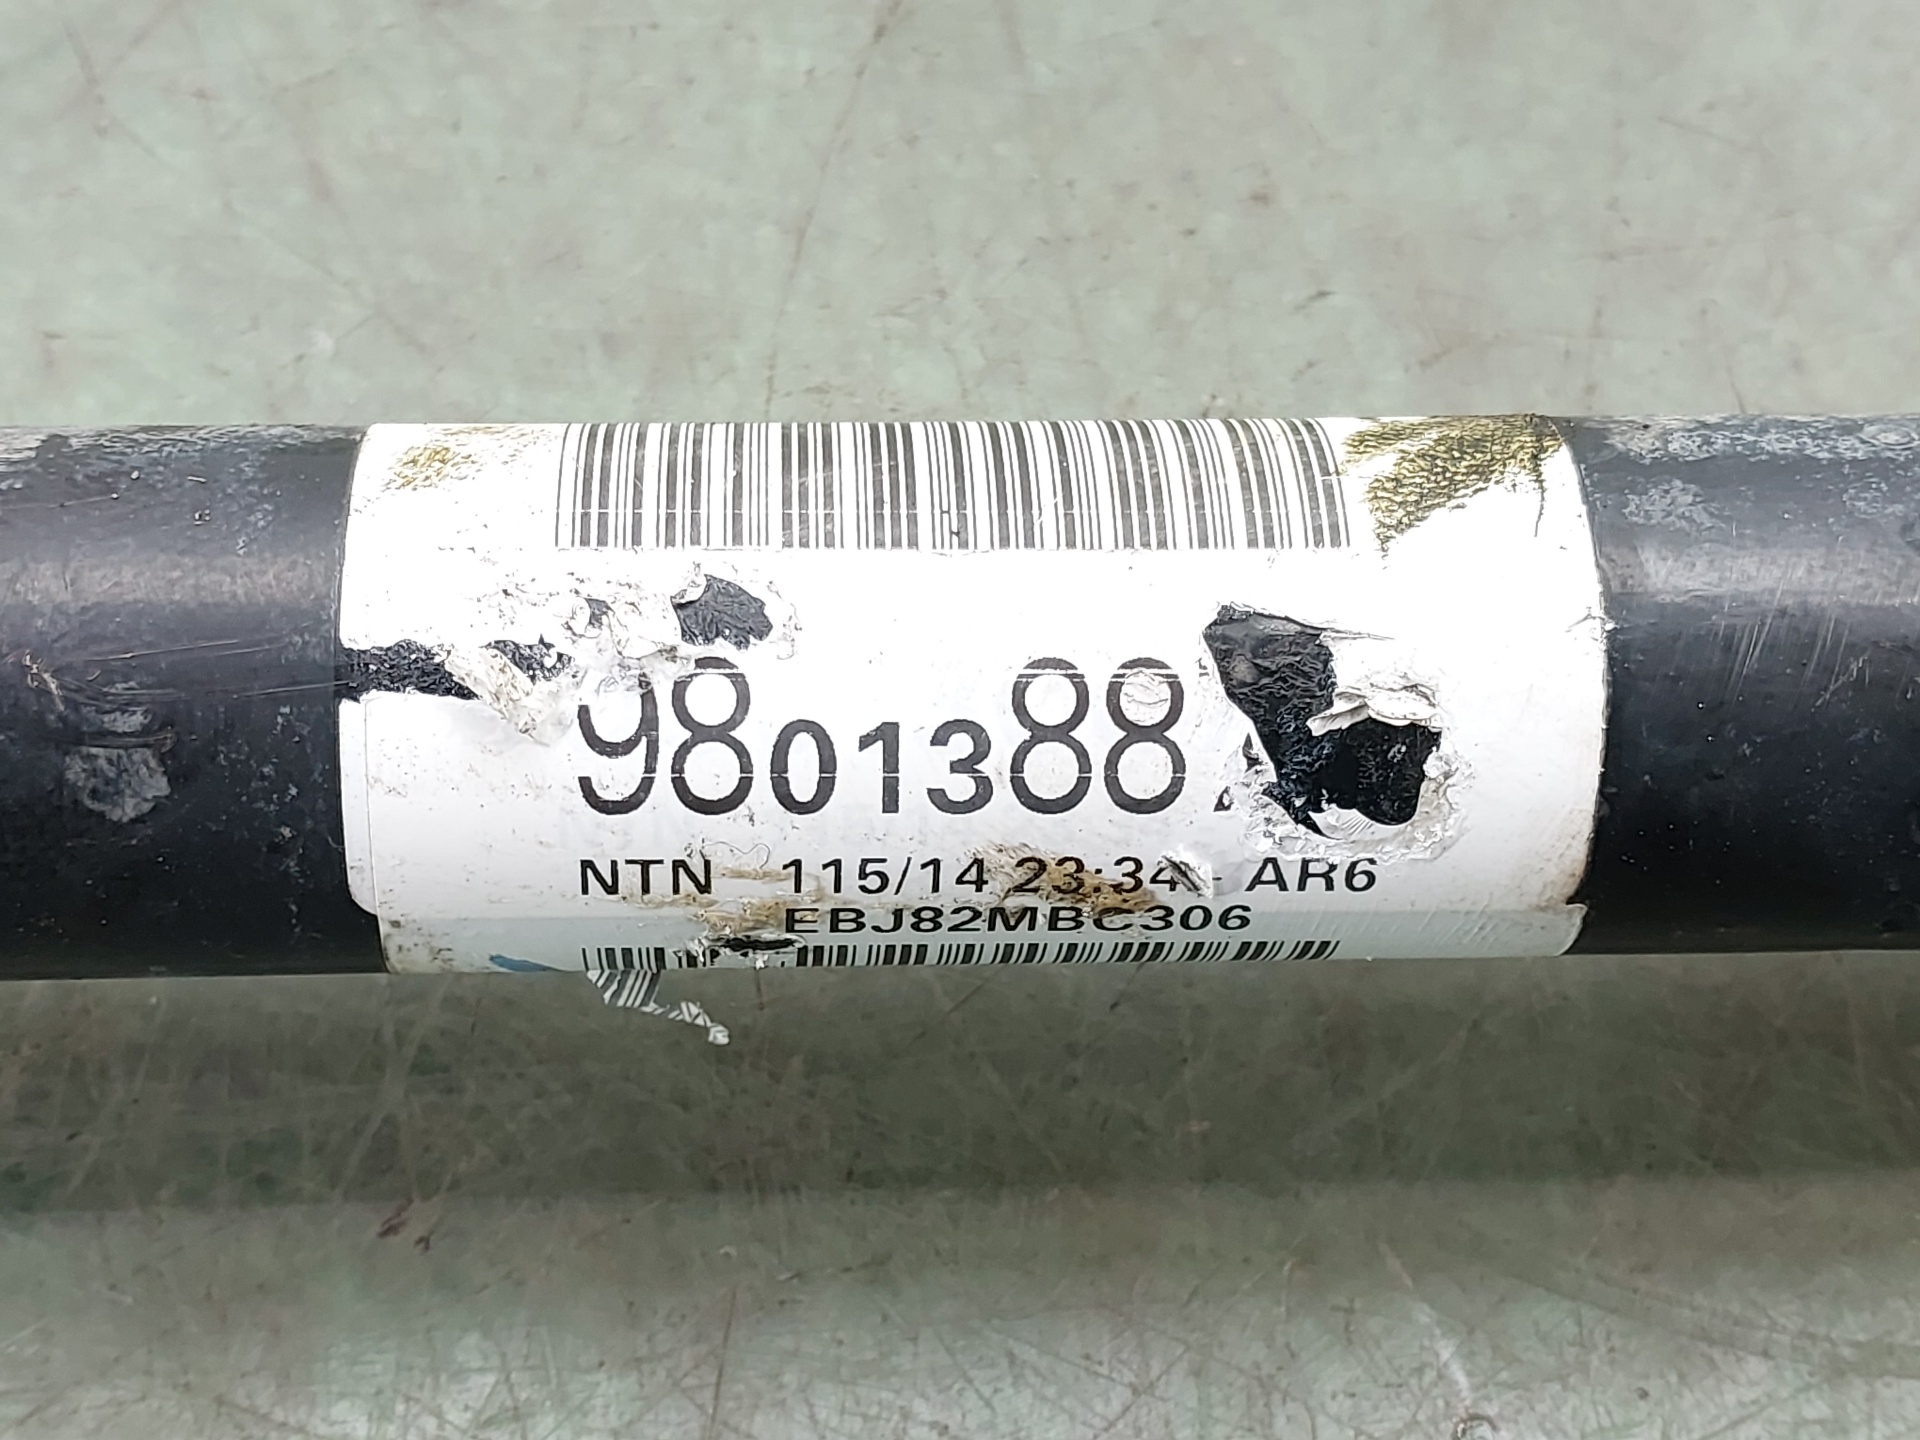 9801388
NTN 115/14 23:34 - AR6
EBJ82MBC306